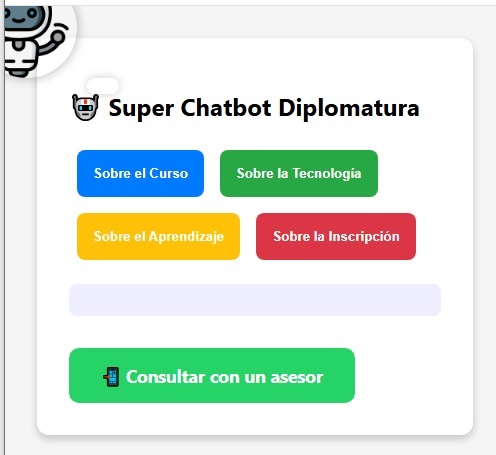 🤖 Super Chatbot Diplomatura
Sobre el Curso
Sobre la Tecnología
Sobre el Aprendizaje
Sobre la Inscripción
📲 Consultar con un asesor